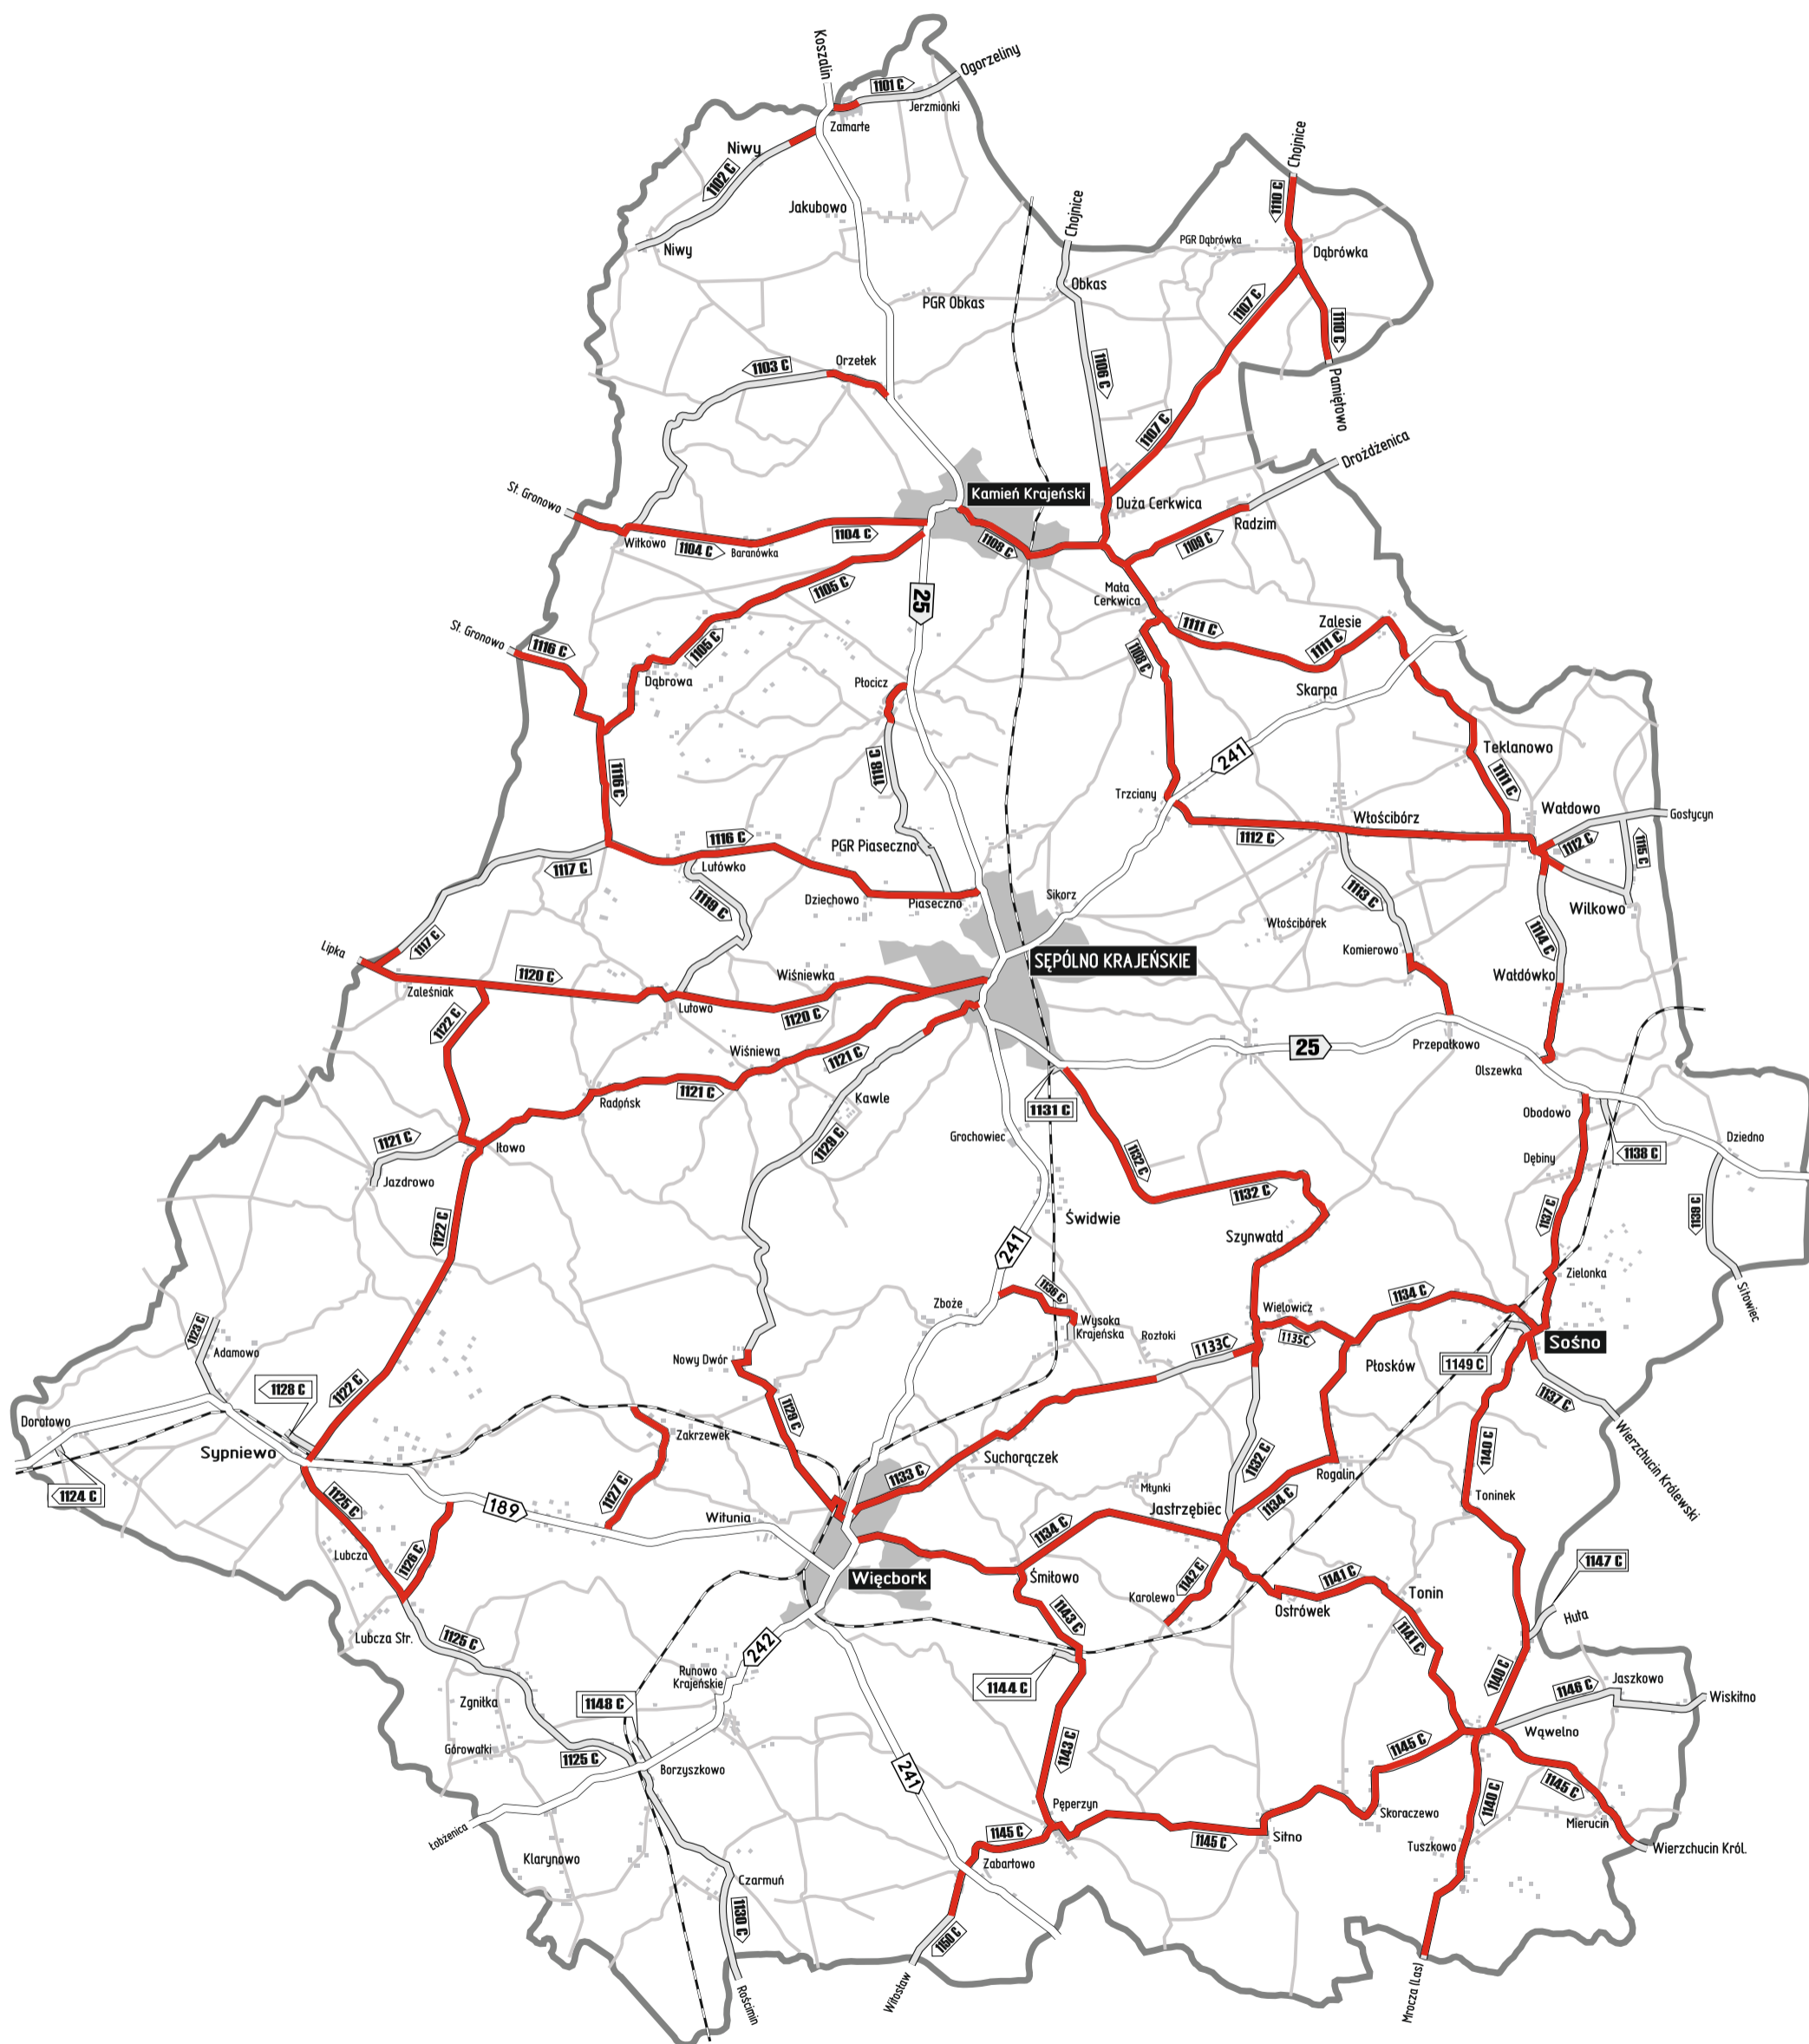 Koszalin
1101 C
Ogorzeliny
Jerzmionki
Zamarte
Niwy
1102 C
Chojnice
1110 C
Jakubowo
Chojnice
Niwy
PGR Dąbrówka
Dąbrówka
Obkas
PGR Obkas
1107 C
1110 C
Orzełek
1103 C
1106 C
Pamiętowo
1107 C
Drożdżenica
St. Gronowo
Kamień Krajeński
Duża Cerkwica
Radzim
1104 C
Witkowo
1104 C
Baranówka
1108 C
1109 C
1105 C
Mała
Cerkwica
25
St. Gronowo
1116 C
1105 C
1111 C
Zalesie
1111 C
1108 C
Dąbrowa
Płocicz
Skarpa
Teklanowo
241
1118 C
1116 C
1111 C
Trzciany
Wałdowo
Gostycyn
Włościbórz
1112 C
1112 C
1115 C
1116 C
PGR Piaseczno
1117 C
Lutówko
1119 C
Dziechowo
Piaseczno
Sikorz
1113 C
Włościbórek
Wilkowo
1114 C
Komierowo
Lipka
1117 C
SĘPÓLNO KRAJEŃSKIE
Wałdówko
1120 C
Wiśniewka
Zaleśniak
Lutowo
1120 C
1122 C
Wiśniewa
1121 C
25
Przepałkowo
Olszewka
1121 C
Radońsk
Kawle
1131 C
Obodowo
1121 C
Iłowo
1129 C
Grochowiec
1132 C
Dziedno
1138 C
Dębiny
Jazdrowo
1132 C
1122 C
Świdwie
1137 C
1139 C
Szynwałd
241
Zielonka
Sitowiec
1136 C
Zboże
1134 C
Wielowicz
1123 C
Wysoka
Krajeńska
Roztoki
1133C
1135C
Sośno
Adamowo
Nowy Dwór
Płosków
1149 C
1122 C
1128 C
1137 C
Dorotowo
1129 C
Zakrzewek
Wierzchucin Królewski
Sypniewo
Suchorączek
1140 C
1133 C
1132 C
Rogalin
1124 C
1125 C
1127 C
Młynki
189
1134 C
Toninek
Jastrzębiec
Witunia
1134 C
Lubcza
1126 C
1147 C
Więcbork
Śmiłowo
1142 C
1141 C
Tonin
Karolewo
Ostrówek
Huta
1143 C
Lubcza Str.
1125 C
242
1141 C
1140 C
Runowo
Krajeńskie
1144 C
Jaszkowo
1146 C
Wiskitno
Zgniłka
1148 C
Wąwelno
1145 C
Górowatki
1125 C
1143 C
Borzyszkowo
241
1145 C
1140 C
Pęperzyn
Skoraczewo
Mierucin
Łobżenica
1145 C
1145 C
Sitno
Tuszkowo
Wierzchucin Król.
Klarynowo
Zabartowo
Czarmuń
1130 C
1150 C
Witosław
Rościmin
Mrocza (Las)